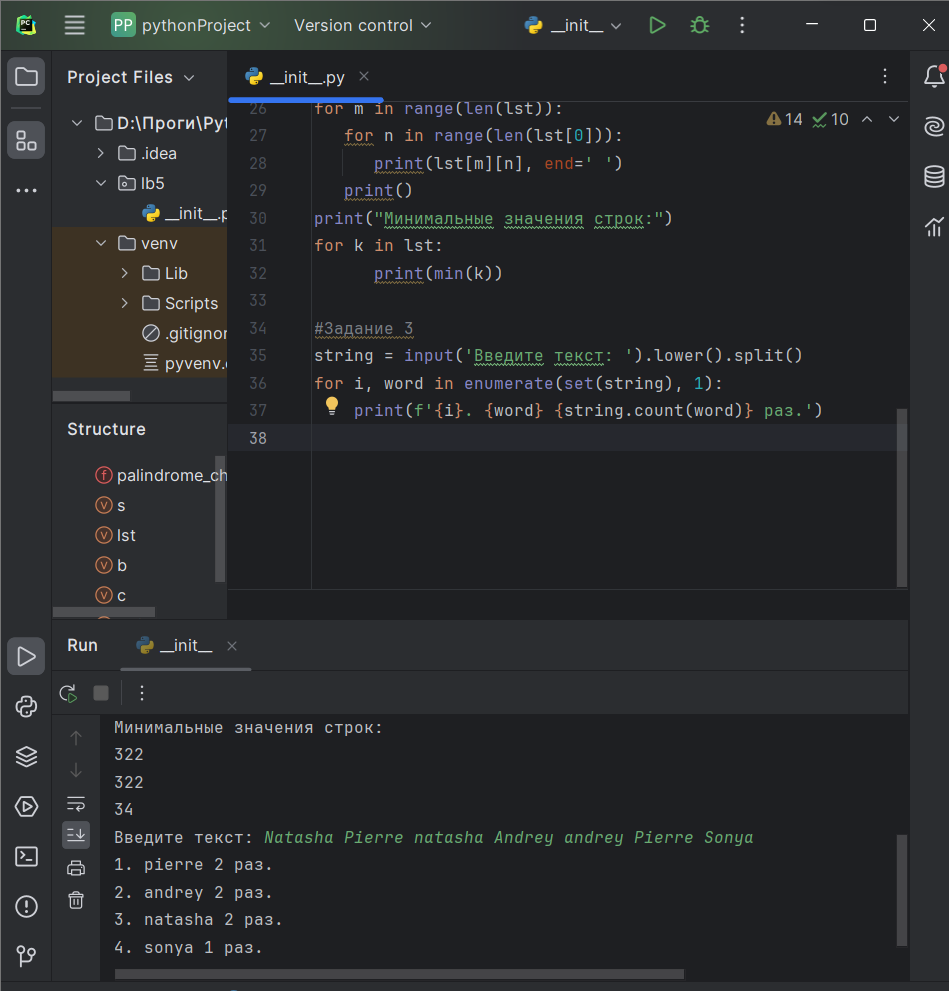 PP pythonProject Version control __init__
Project Files
__init__.py
D:\Проги\Pyt
.idea
lb5
__init__.p
venv
Lib
Scripts
.gitignor
pyvenv.
14 10
26 for m in range(len(lst)):
27 for n in range(len(lst[0])):
28 print(lst[m][n], end=' ')
29 print()
30 print("Минимальные значения строк:")
31 for k in lst:
32 print(min(k))
33
34 #Задание 3
35 string = input('Введите текст: ').lower().split()
36 for i, word in enumerate(set(string), 1):
37 print(f'{i}. {word} {string.count(word)} раз.')
38
Structure
f palindrome_ch
v s
v lst
v b
v c
Run __init__
Минимальные значения строк:
322
322
34
Введите текст: Natasha Pierre natasha Andrey andrey Pierre Sonya
1. pierre 2 раз.
2. andrey 2 раз.
3. natasha 2 раз.
4. sonya 1 раз.